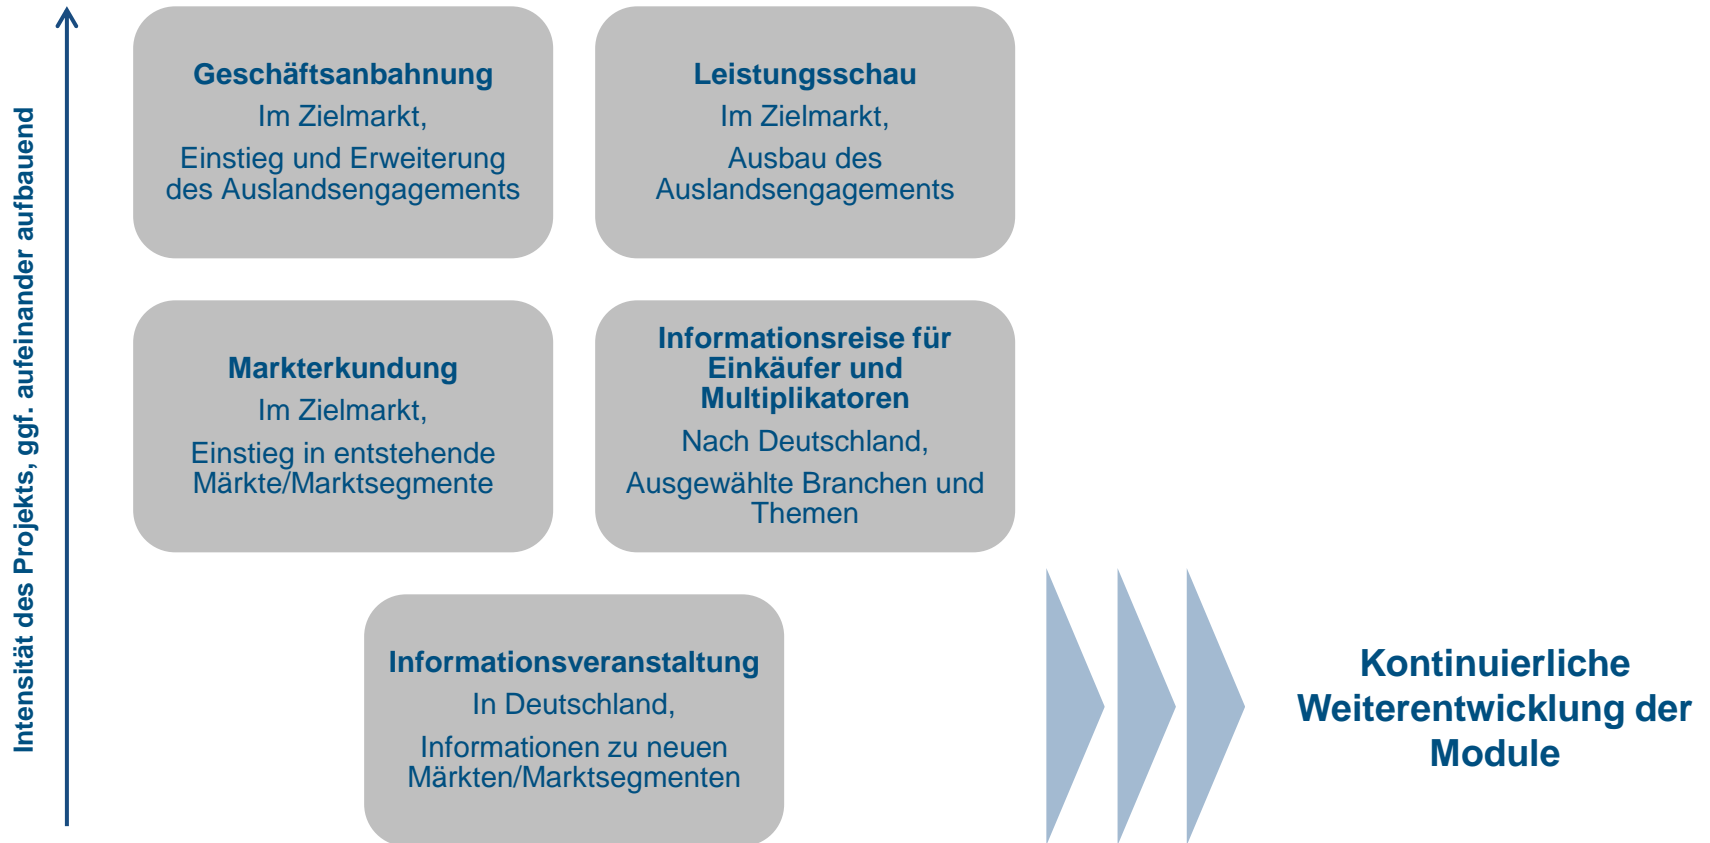 Intensität des Projekts, ggf. aufeinander aufbauend
Geschäftsanbahnung
Im Zielmarkt,
Einstieg und Erweiterung
des Auslandsengagements
Leistungsschau
Im Zielmarkt,
Ausbau des
Auslandsengagements
Markterkundung
Im Zielmarkt,
Einstieg in entstehende
Märkte/Marktsegmente
Informationsreise für
Einkäufer und
Multiplikatoren
Nach Deutschland,
Ausgewählte Branchen und
Themen
Informationsveranstaltung
In Deutschland,
Informationen zu neuen
Märkten/Marktsegmenten
Kontinuierliche
Weiterentwicklung der
Module